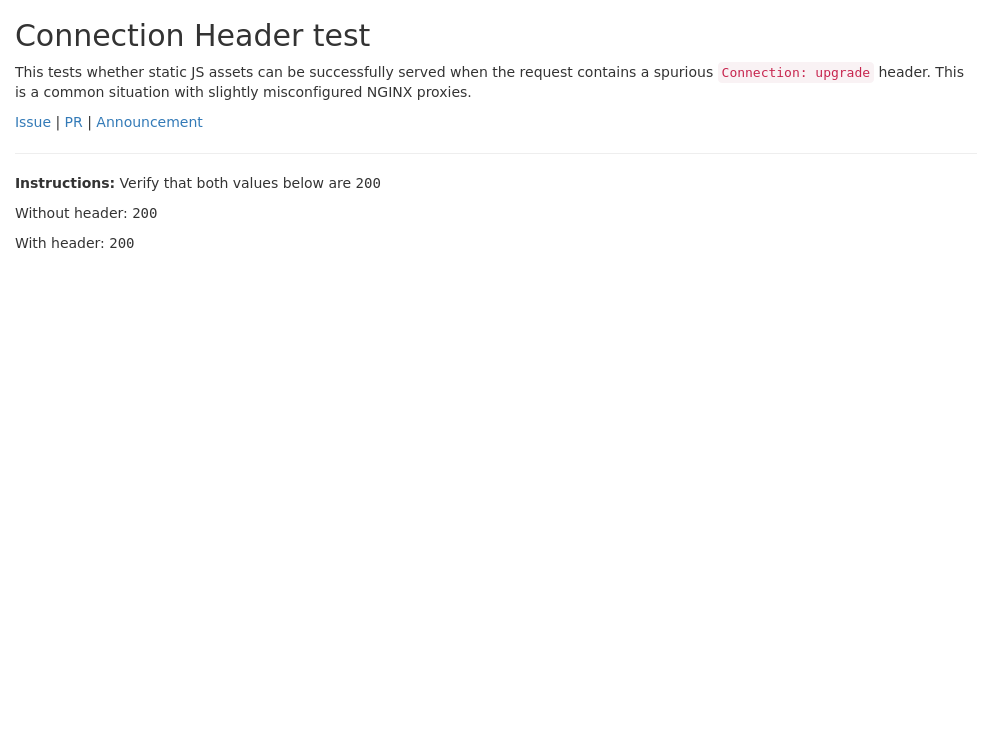 Connection Header test
This tests whether static JS assets can be successfully served when the request contains a spurious Connection: upgrade header. This
is a common situation with slightly misconfigured NGINX proxies.
Issue | PR | Announcement
Instructions: Verify that both values below are 200
Without header: 200
With header: 200